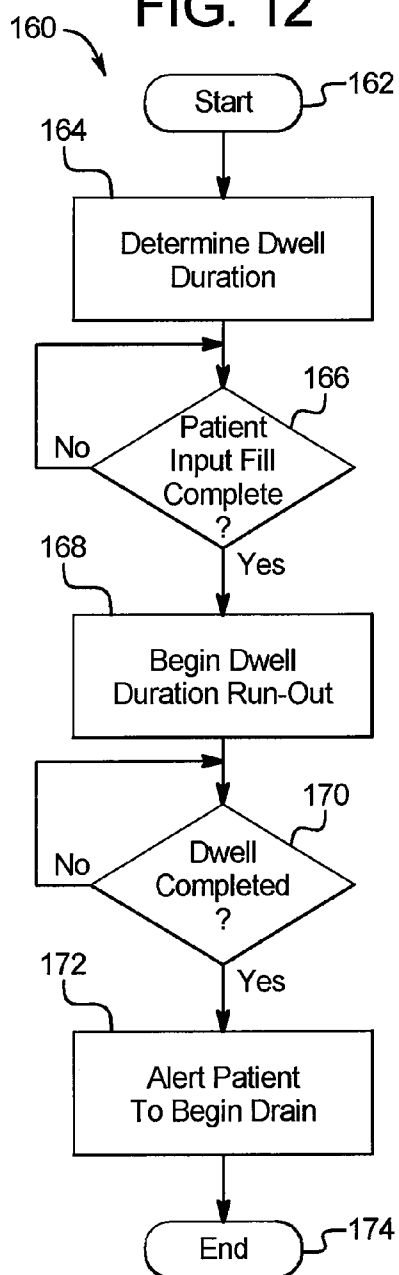 FIG. 12
160
Start
162
164
Determine Dwell
Duration
166
Patient
Input Fill
Complete
?
No
Yes
168
Begin Dwell
Duration Run-Out
170
Dwell
Completed
?
No
Yes
172
Alert Patient
To Begin Drain
End
174